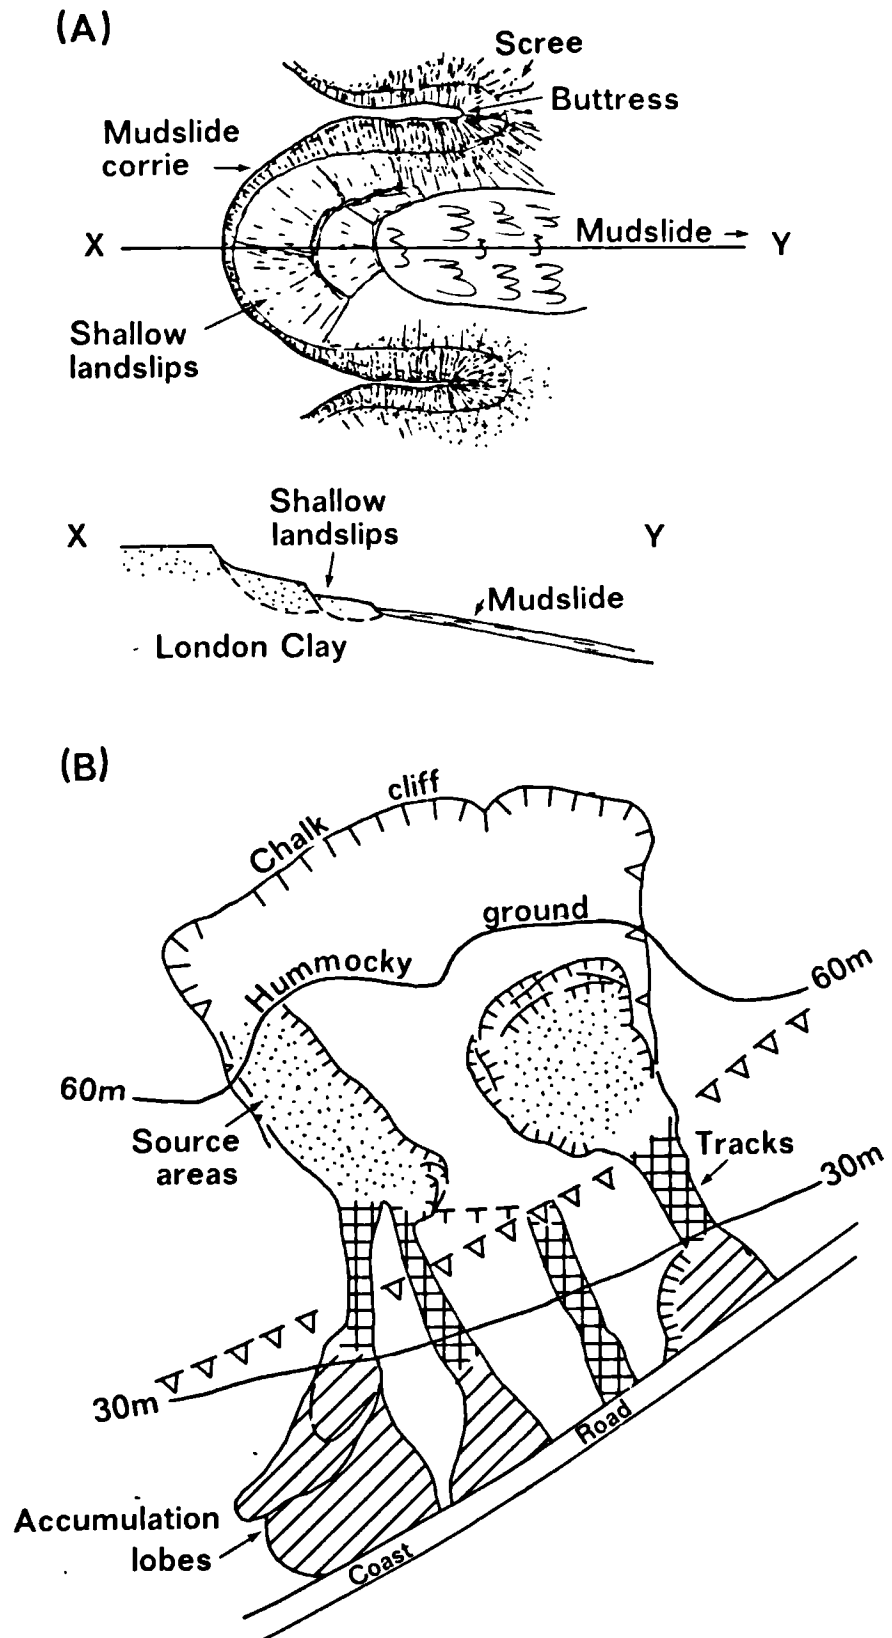 (A)
Scree
Buttress
Mudslide
corrie
X
Mudslide
Y
Shallow
landslips
Shallow
landslips
X
Y
Mudslide
London Clay
(B)
Chalk cliff
Hummocky ground
60m
60m
Source
areas
Tracks
30m
30m
Accumulation
lobes
Coast Road